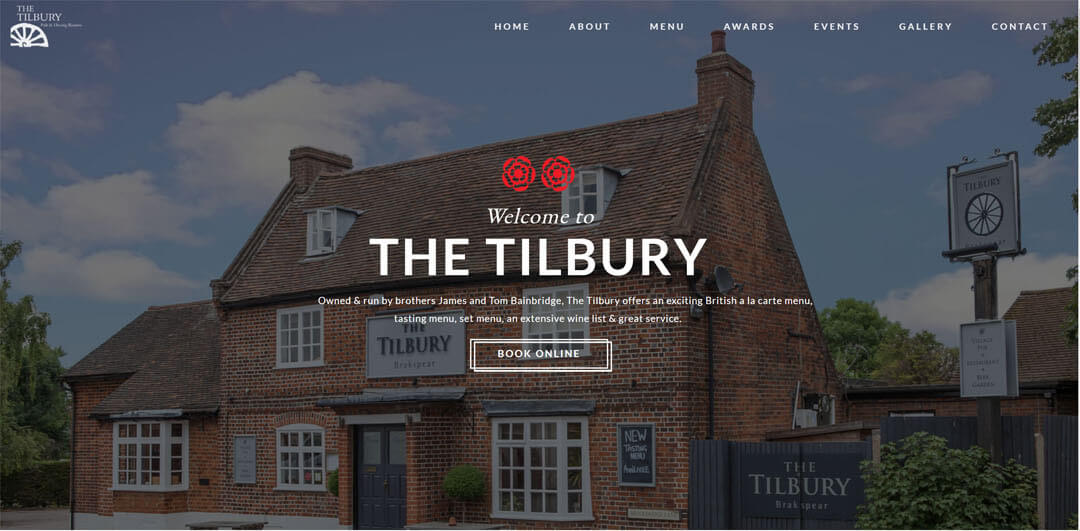 THE
TILBURY
Pub & Dining Rooms
HOME
ABOUT
MENU
AWARDS
EVENTS
GALLERY
CONTACT
Welcome to
THE TILBURY
Owned & run by brothers James and Tom Bainbridge, The Tilbury offers an exciting British a la carte menu,
tasting menu, set menu, an extensive wine list & great service.
BOOK ONLINE
THE
TILBURY
Brakspear
TILBURY
VILLAGE
PUB
RESTAURANT
BEER
GARDEN
NEW
TASTING
MENU
AVAILABLE
THE
TILBURY
Brakspear